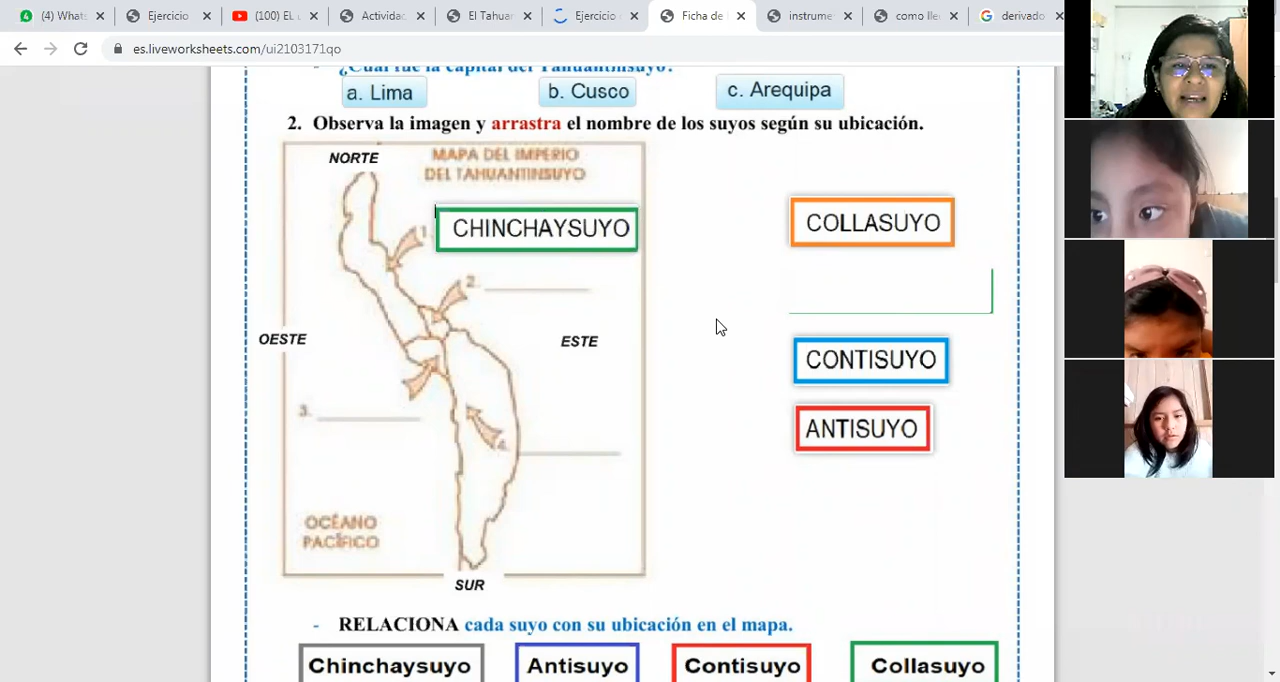 (4) Whats
Ejercicio
(100) EL u
Activida
El Tahuar
Ejercicio
Ficha de
instrume
como lle
derivado
es.liveworksheets.com/ui2103171qo
¿Cuál fue la capital del Tahuantinsuyo?
a. Lima
b. Cusco
c. Arequipa
2. Observa la imagen y arrastra el nombre de los suyos según su ubicación.
NORTE
MAPA DEL IMPERIO
DEL TAHUANTINSUYO
CHINCHAYSUYO
COLLASUYO
1.
2.
OESTE
ESTE
CONTISUYO
3.
ANTISUYO
4.
OCÉANO
PACÍFICO
SUR
- RELACIONA cada suyo con su ubicación en el mapa.
Chinchaysuyo
Antisuyo
Contisuyo
Collasuyo